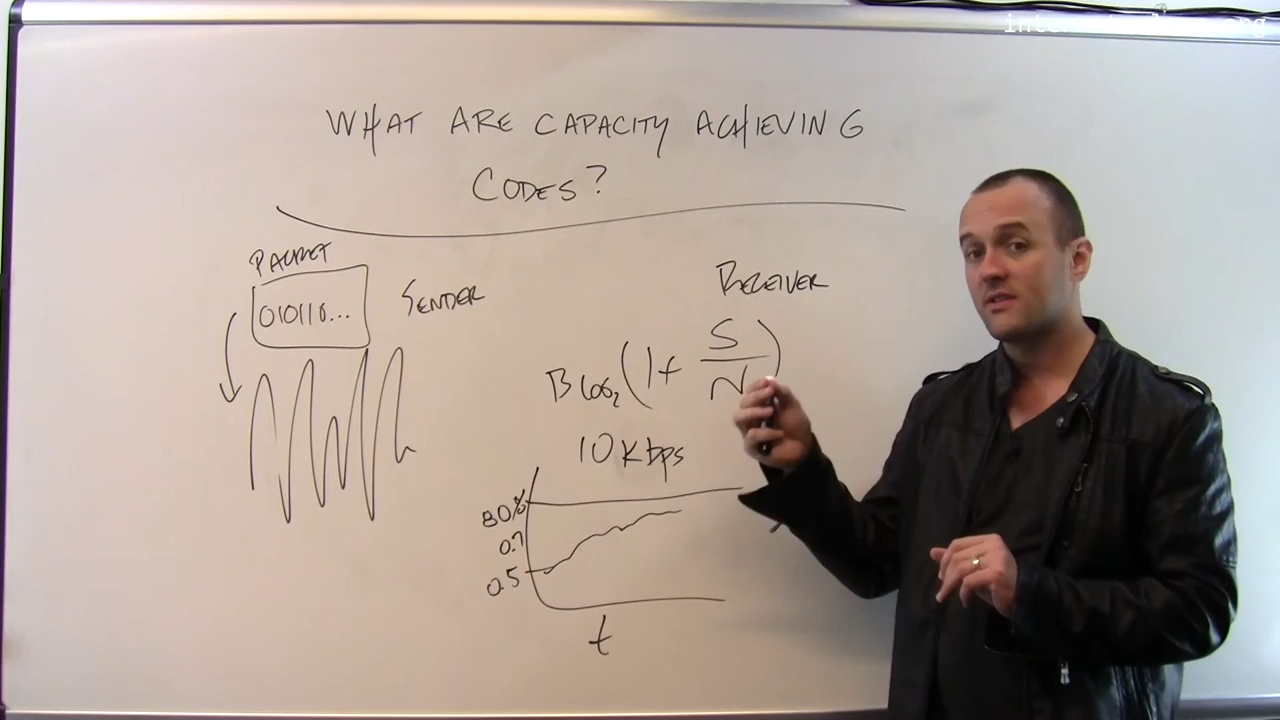 WHAT ARE CAPACITY ACHIEVING
CODES?
PACKET
010110...
SENDER
RECEIVER
B log₂(1+ S/N)
10 Kbps
80%
0.7
0.5
t